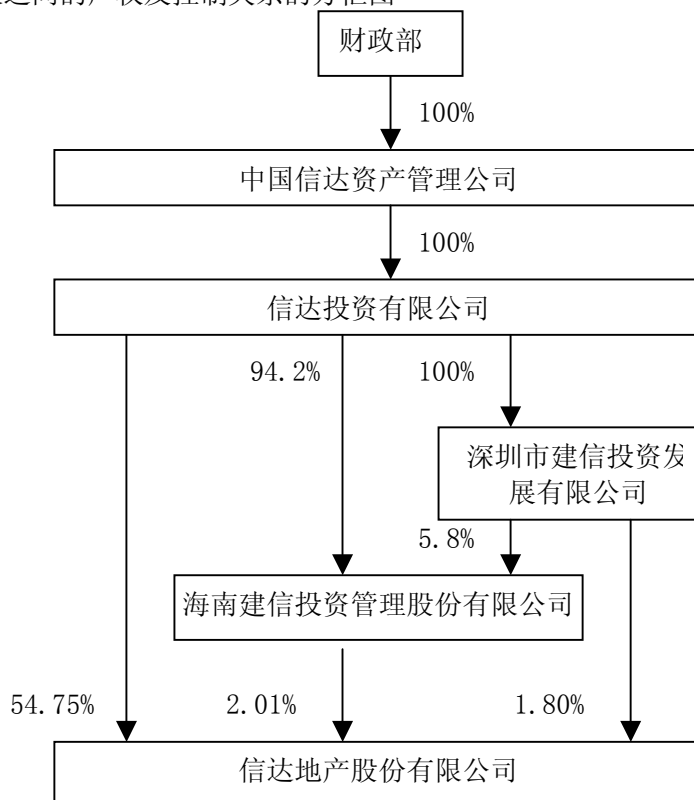 财政部
100%
中国信达资产管理公司
100%
信达投资有限公司
94.2% 100%
深圳市建信投资发
展有限公司
5.8%
海南建信投资管理股份有限公司
54.75% 2.01% 1.80%
信达地产股份有限公司